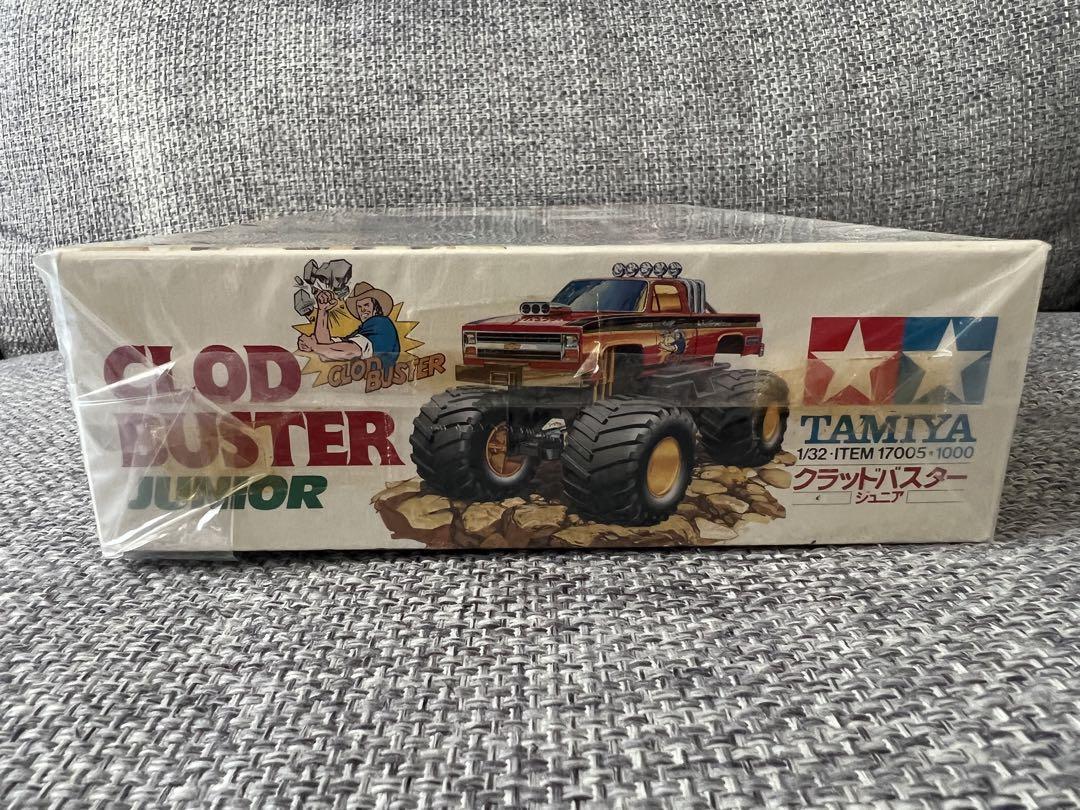 CLOD
BUSTER
JUNIOR
CLOD BUSTER
TAMIYA
1/32・ITEM 17005・1000
クラッドバスター
ジュニア